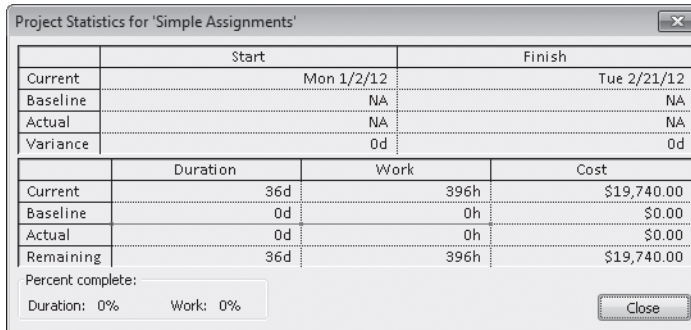 Project Statistics for 'Simple Assignments'
Start Finish
Current Mon 1/2/12 Tue 2/21/12
Baseline NA NA
Actual NA NA
Variance 0d 0d
Duration Work Cost
Current 36d 396h $19,740.00
Baseline 0d 0h $0.00
Actual 0d 0h $0.00
Remaining 36d 396h $19,740.00
Percent complete:
Duration: 0% Work: 0%
Close